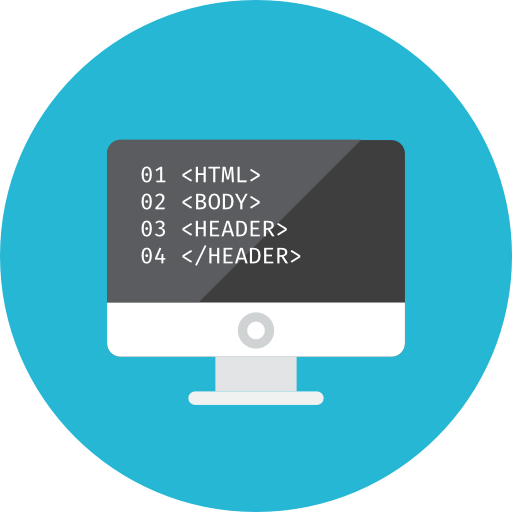 01 <HTML>
02 <BODY>
03 <HEADER>
04 </HEADER>